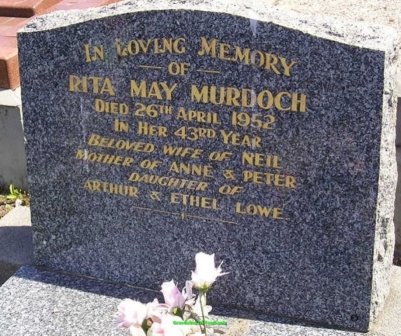 In Loving Memory
— OF —
RITA MAY MURDOCH
DIED 26TH APRIL 1952
IN HER 43RD YEAR
BELOVED WIFE OF NEIL
MOTHER OF ANNE & PETER
DAUGHTER OF
ARTHUR & ETHEL LOWE